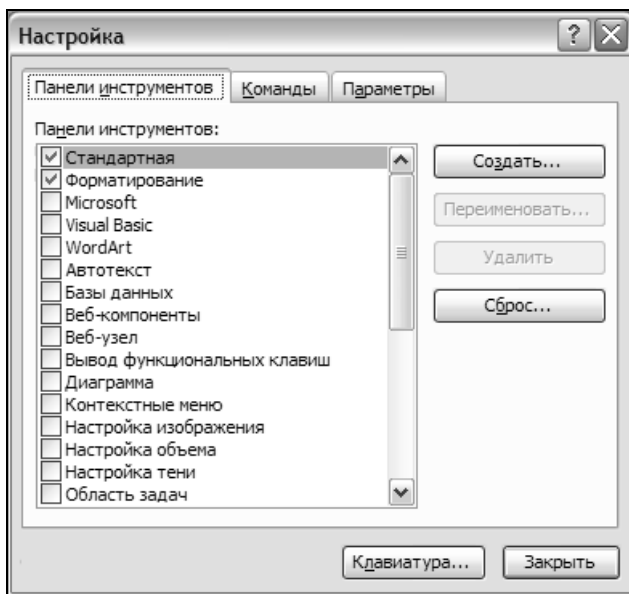 Настройка
Панели инструментов Команды Параметры
Панели инструментов:
Стандартная
Форматирование
Microsoft
Visual Basic
WordArt
Автотекст
Базы данных
Веб-компоненты
Веб-узел
Вывод функциональных клавиш
Диаграмма
Контекстные меню
Настройка изображения
Настройка объема
Настройка тени
Область задач
Создать...
Переименовать...
Удалить
Сброс...
Клавиатура... Закрыть